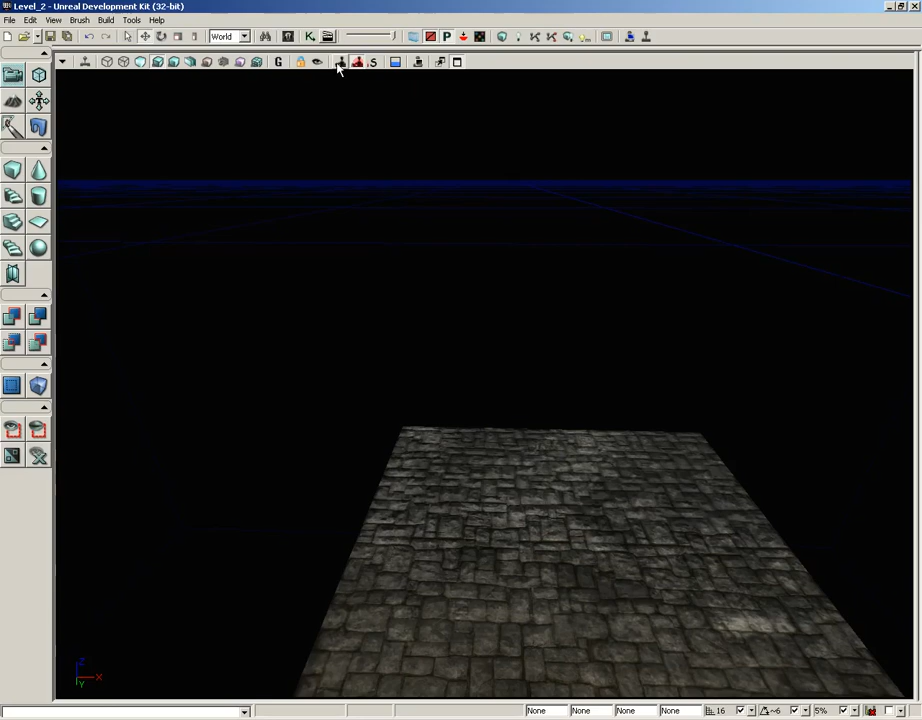 Level_2 - Unreal Development Kit (32-bit)
File Edit View Brush Build Tools Help
World
G
S
Z
X
Y
None None None None 16 ~6 5%